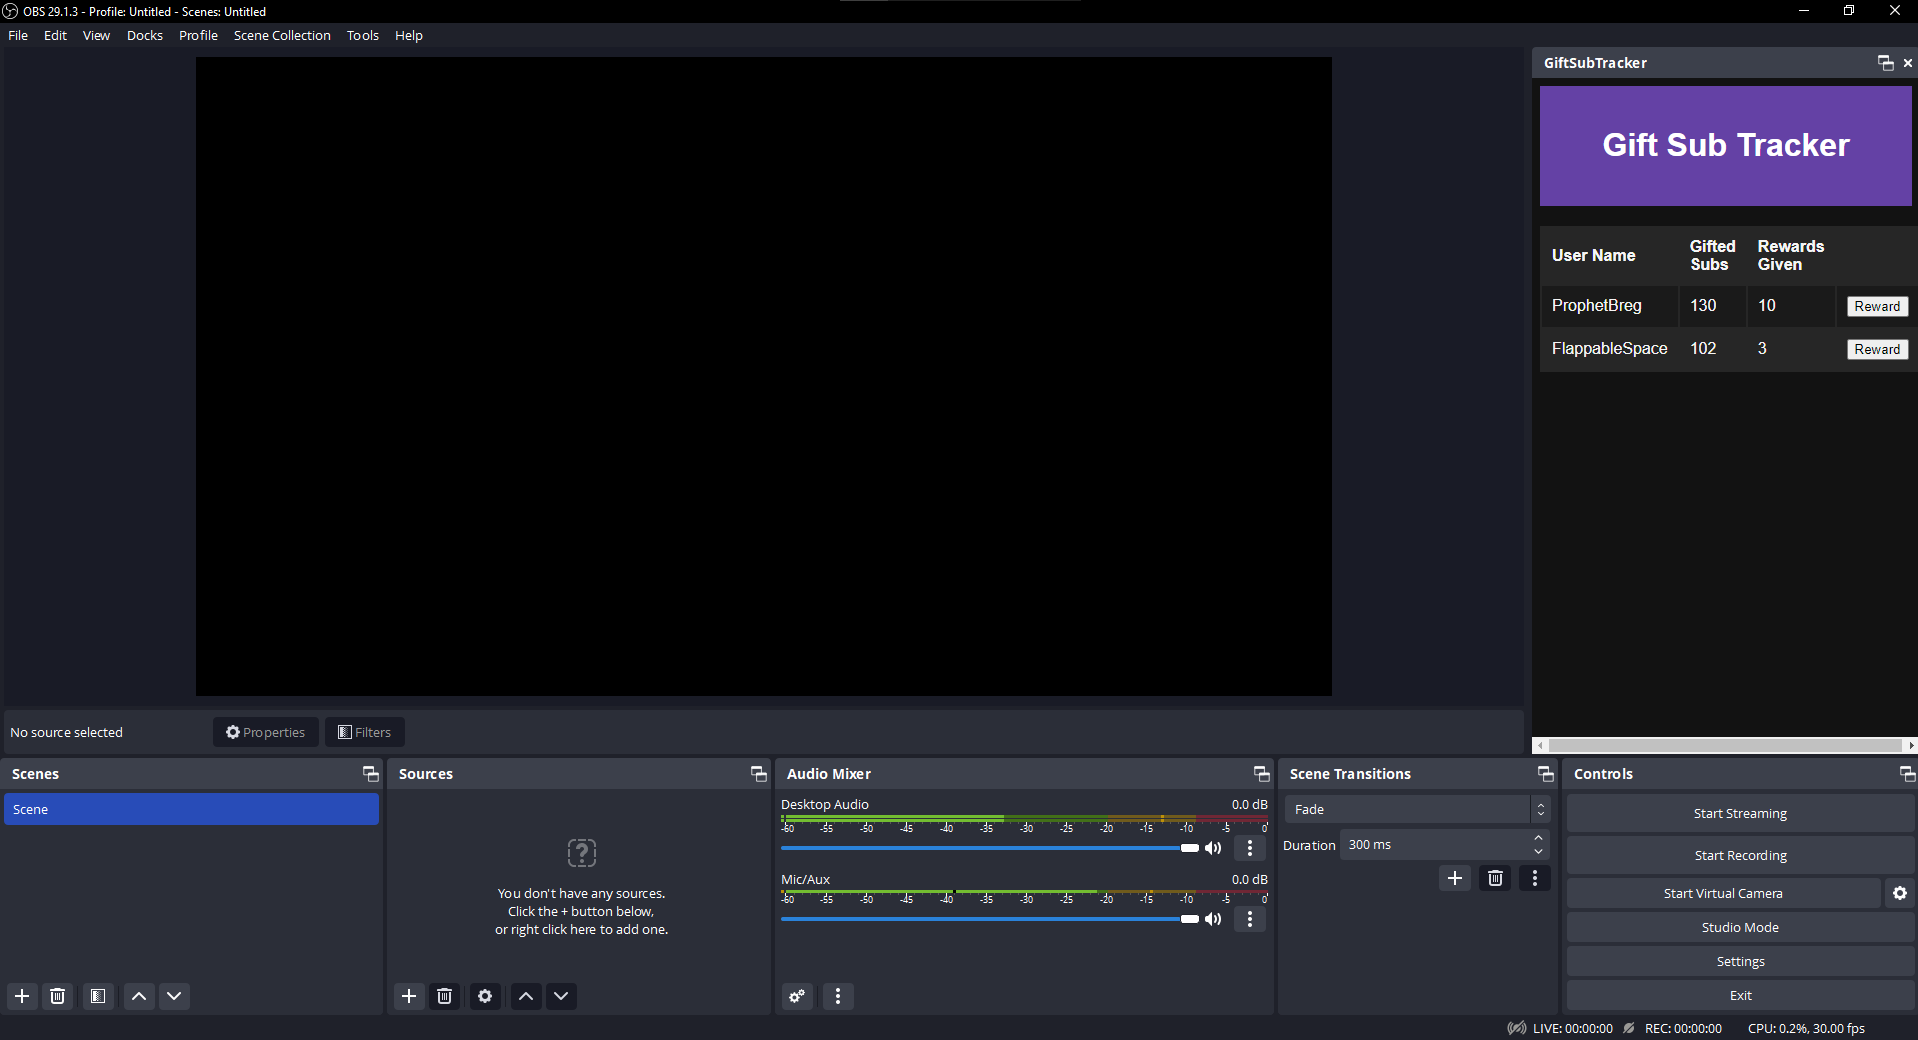 OBS 29.1.3 - Profile: Untitled - Scenes: Untitled
File Edit View Docks Profile Scene Collection Tools Help
GiftSubTracker
Gift Sub Tracker
User Name Gifted Subs Rewards Given
ProphetBreg 130 10 Reward
FlappableSpace 102 3 Reward
No source selected Properties Filters
Scenes
Scene
Sources
You don't have any sources.
Click the + button below,
or right click here to add one.
Audio Mixer
Desktop Audio 0.0 dB
-60 -55 -50 -45 -40 -35 -30 -25 -20 -15 -10 -5 0
Mic/Aux 0.0 dB
-60 -55 -50 -45 -40 -35 -30 -25 -20 -15 -10 -5 0
Scene Transitions
Fade
Duration 300 ms
Controls
Start Streaming
Start Recording
Start Virtual Camera
Studio Mode
Settings
Exit
LIVE: 00:00:00 REC: 00:00:00 CPU: 0.2%, 30.00 fps